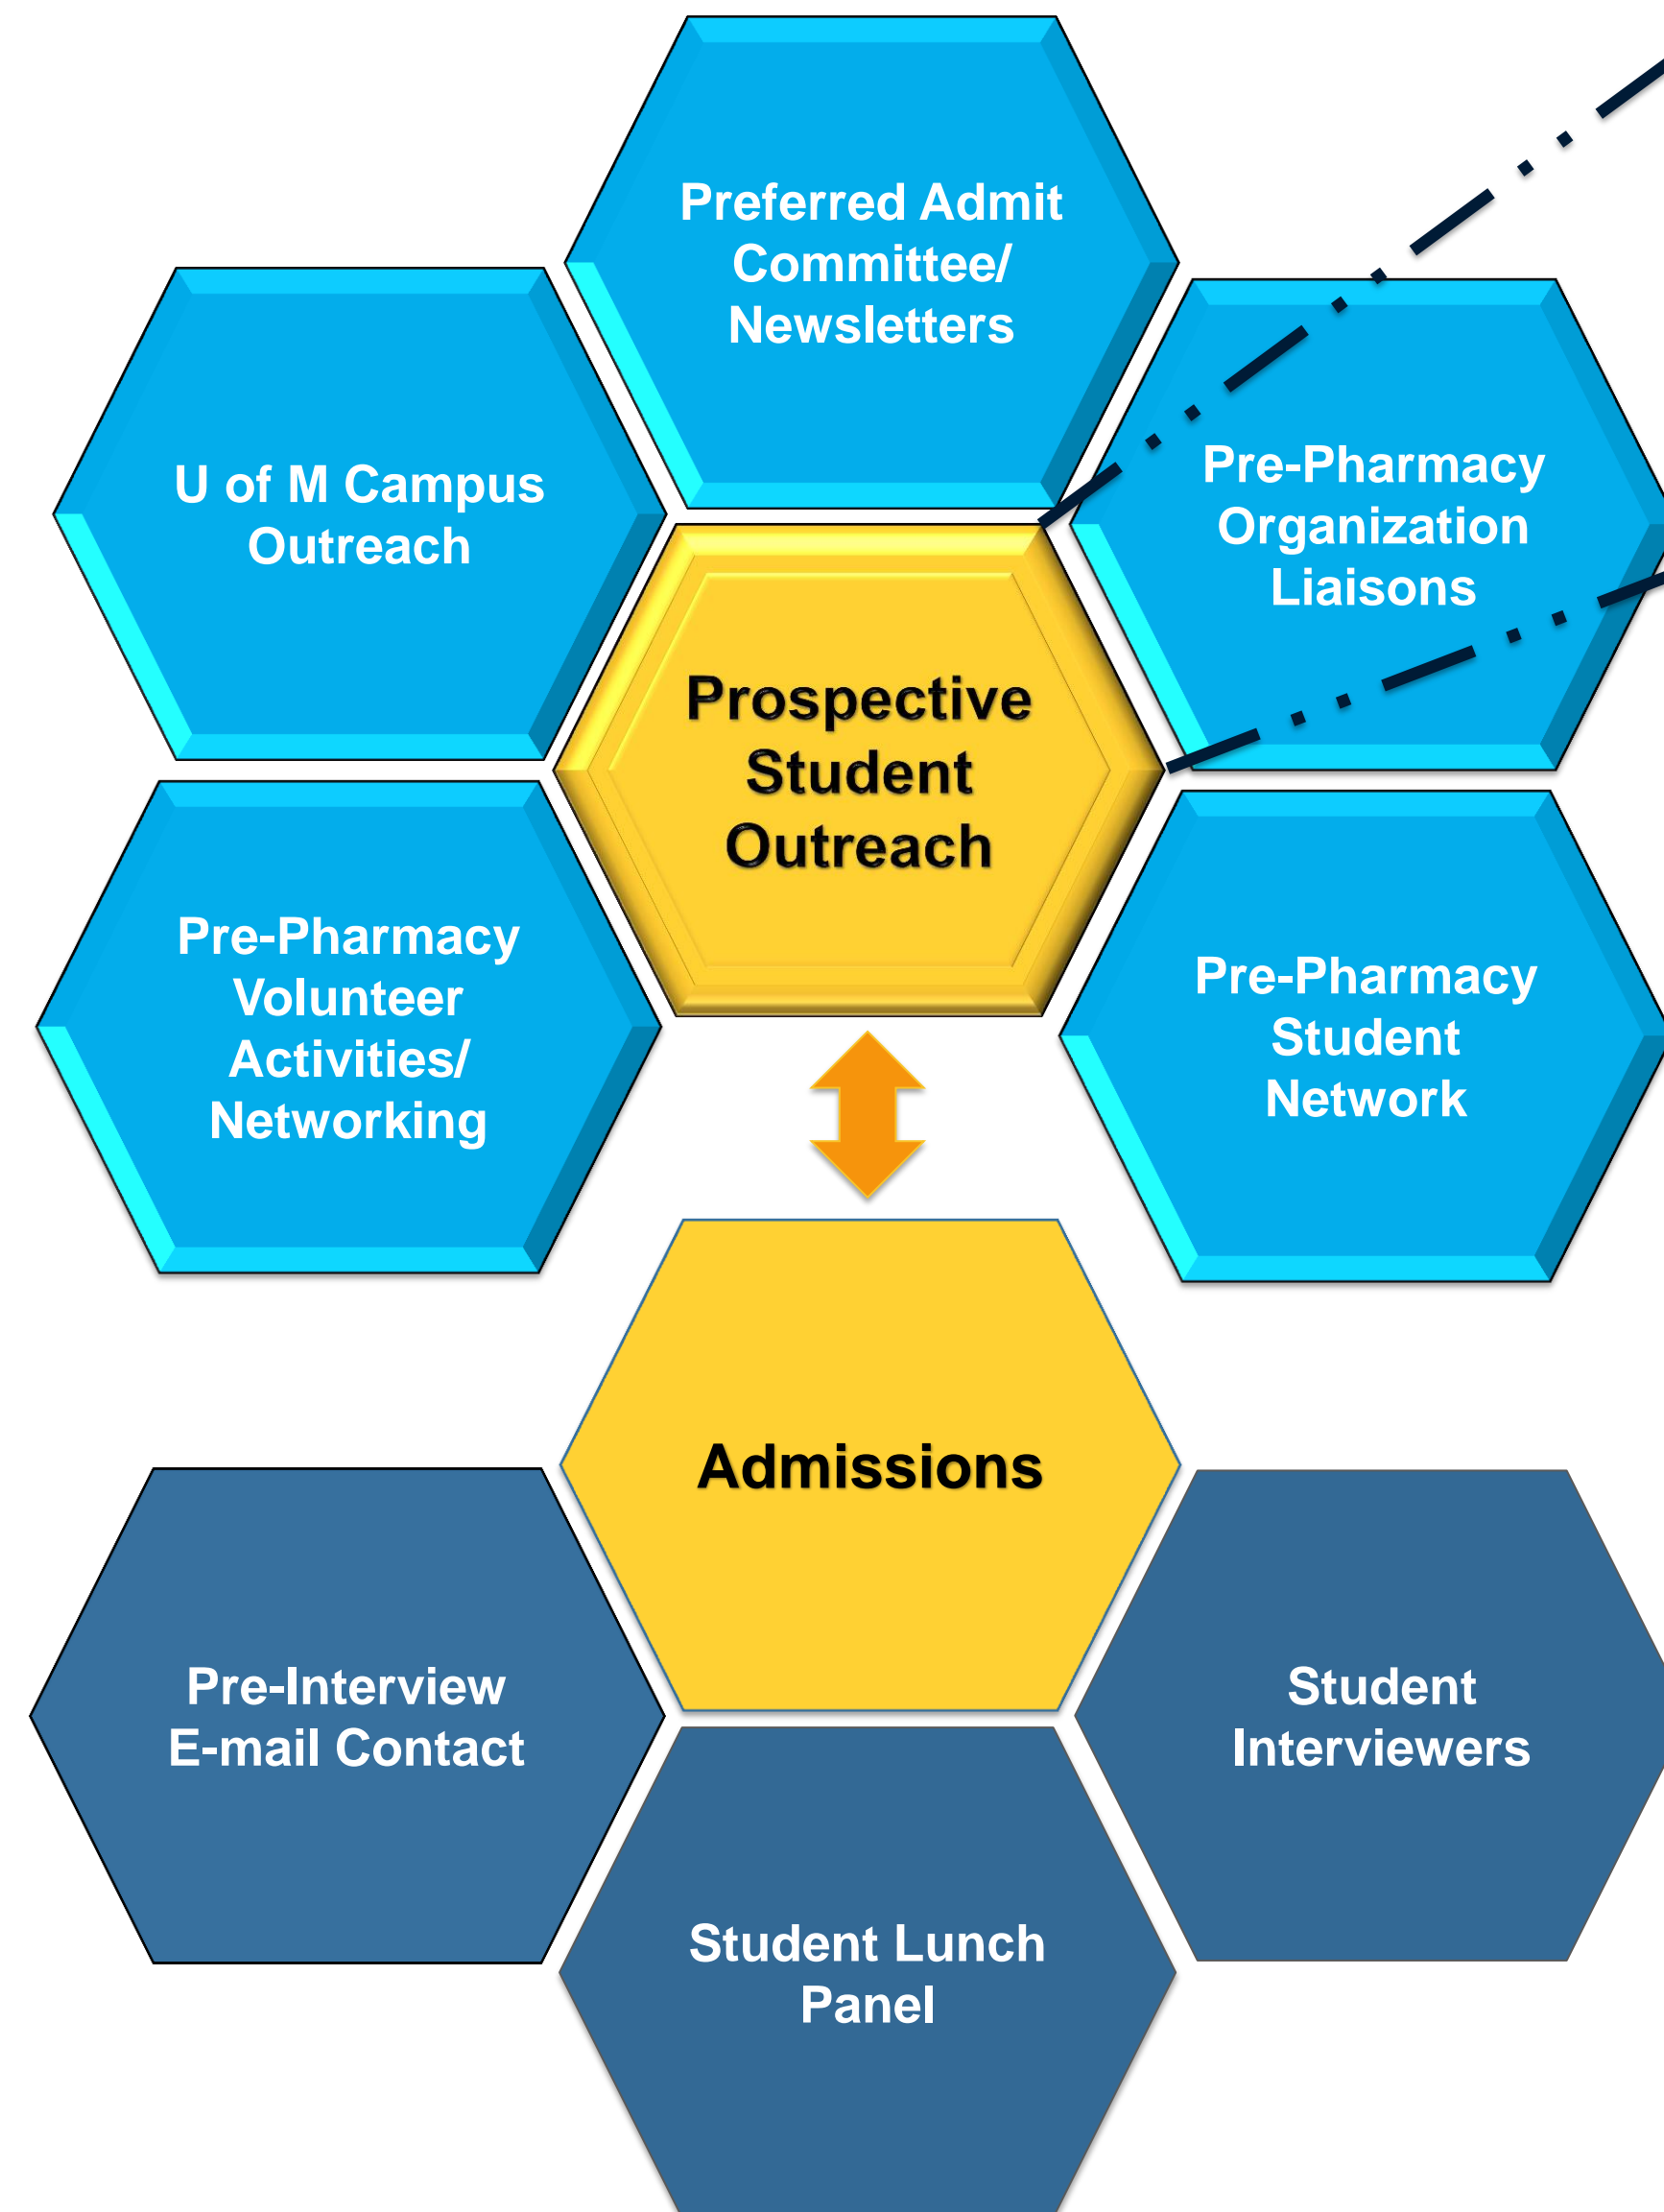 Preferred Admit
Committee/
Newsletters
U of M Campus
Outreach
Pre-Pharmacy
Organization
Liaisons
Prospective
Student
Outreach
Pre-Pharmacy
Volunteer
Activities/
Networking
Pre-Pharmacy
Student
Network
Admissions
Pre-Interview
E-mail Contact
Student
Interviewers
Student Lunch
Panel